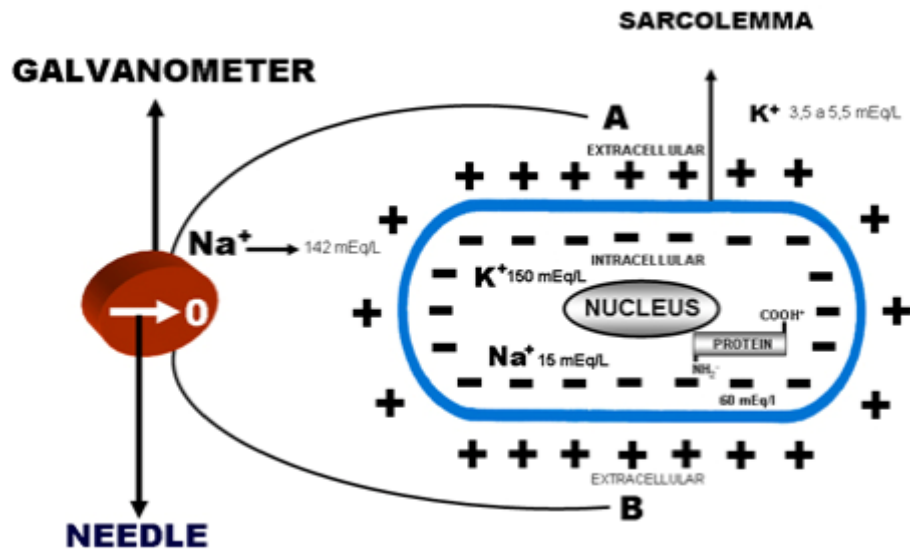 SARCOLEMMA
GALVANOMETER
A
K+ 3,5 a 5,5 mEq/L
EXTRACELLULAR
Na+ 142 mEq/L
INTRACELLULAR
K+ 150 mEq/L
NUCLEUS
0
COOH+
PROTEIN
Na+ 15 mEq/L
NH2-
60 mEq/l
EXTRACELLULAR
B
NEEDLE